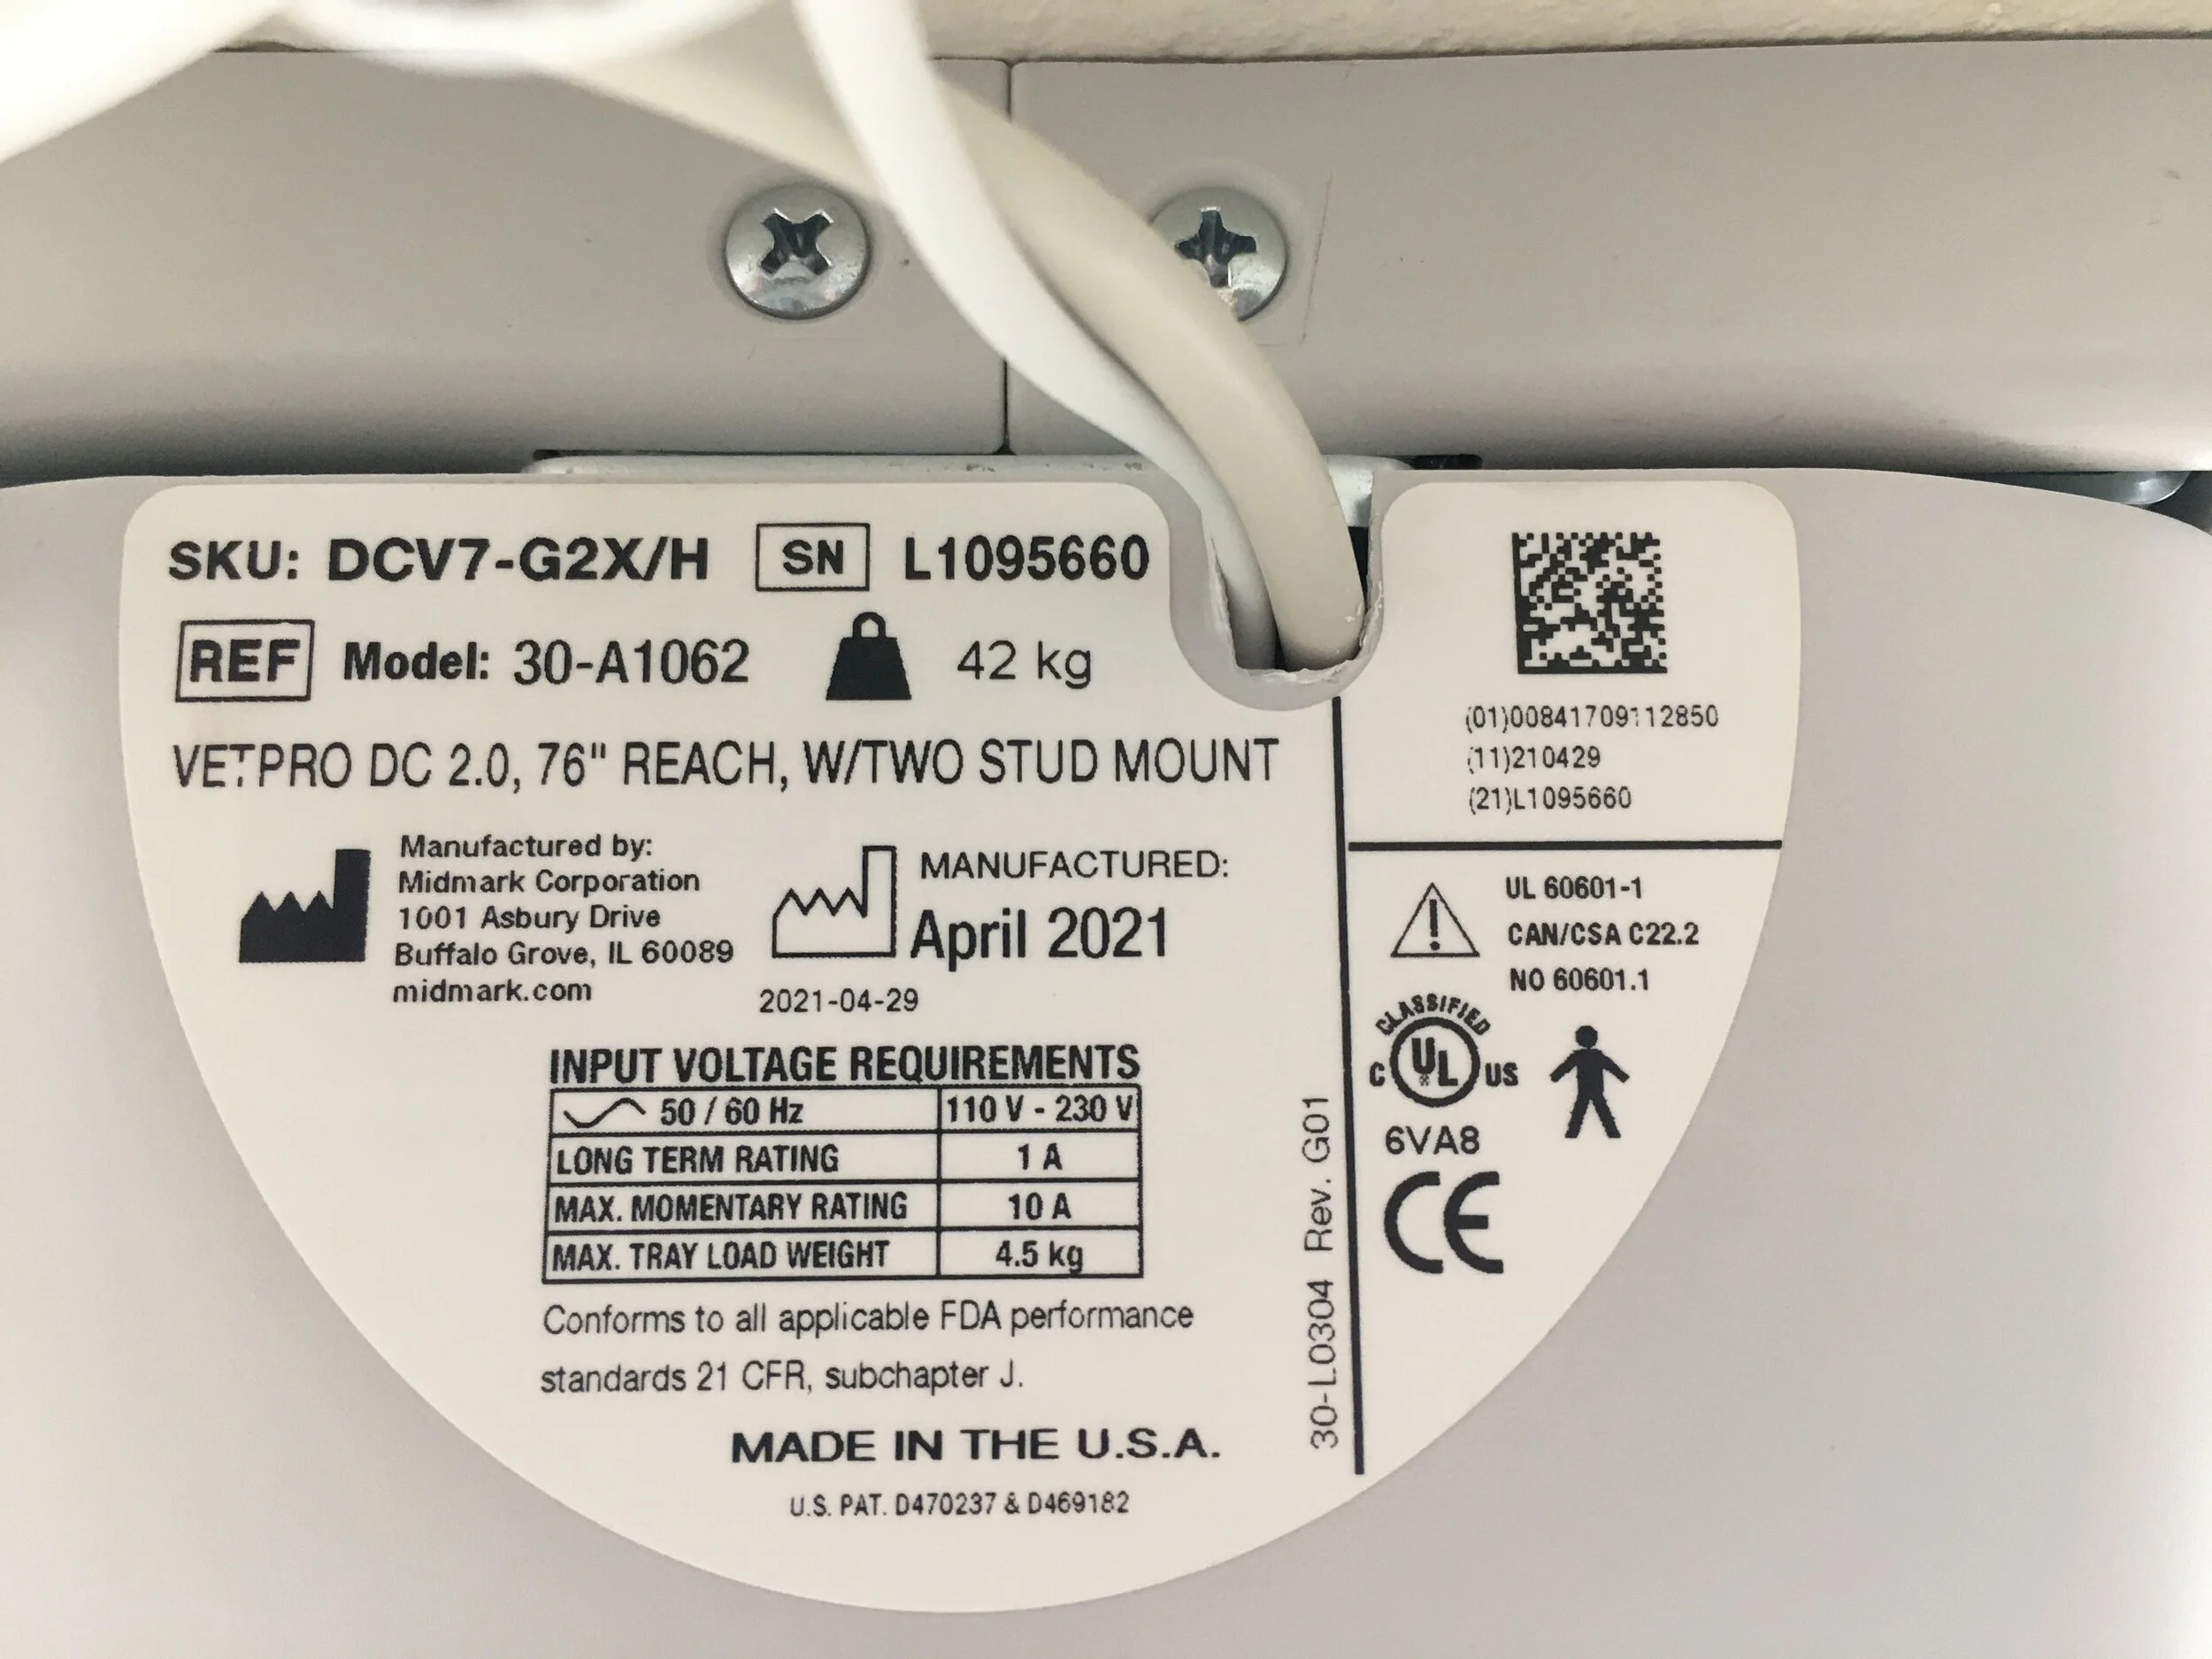 SKU: DCV7-G2X/H SN L1095660
REF Model: 30-A1062 42 kg
VETPRO DC 2.0, 76" REACH, W/TWO STUD MOUNT
Manufactured by:
Midmark Corporation
1001 Asbury Drive
Buffalo Grove, IL 60089
midmark.com
MANUFACTURED:
April 2021
2021-04-29
INPUT VOLTAGE REQUIREMENTS
50 / 60 Hz 110 V - 230 V
LONG TERM RATING 1 A
MAX. MOMENTARY RATING 10 A
MAX. TRAY LOAD WEIGHT 4.5 kg
Conforms to all applicable FDA performance
standards 21 CFR, subchapter J.
MADE IN THE U.S.A.
U.S. PAT. D470237 & D469182
30-L0304 Rev. G01
(01)00841709112850
(11)210429
(21)L1095660
UL 60601-1
CAN/CSA C22.2
NO 60601.1
CLASSIFIED
C UL US
6VA8
CE